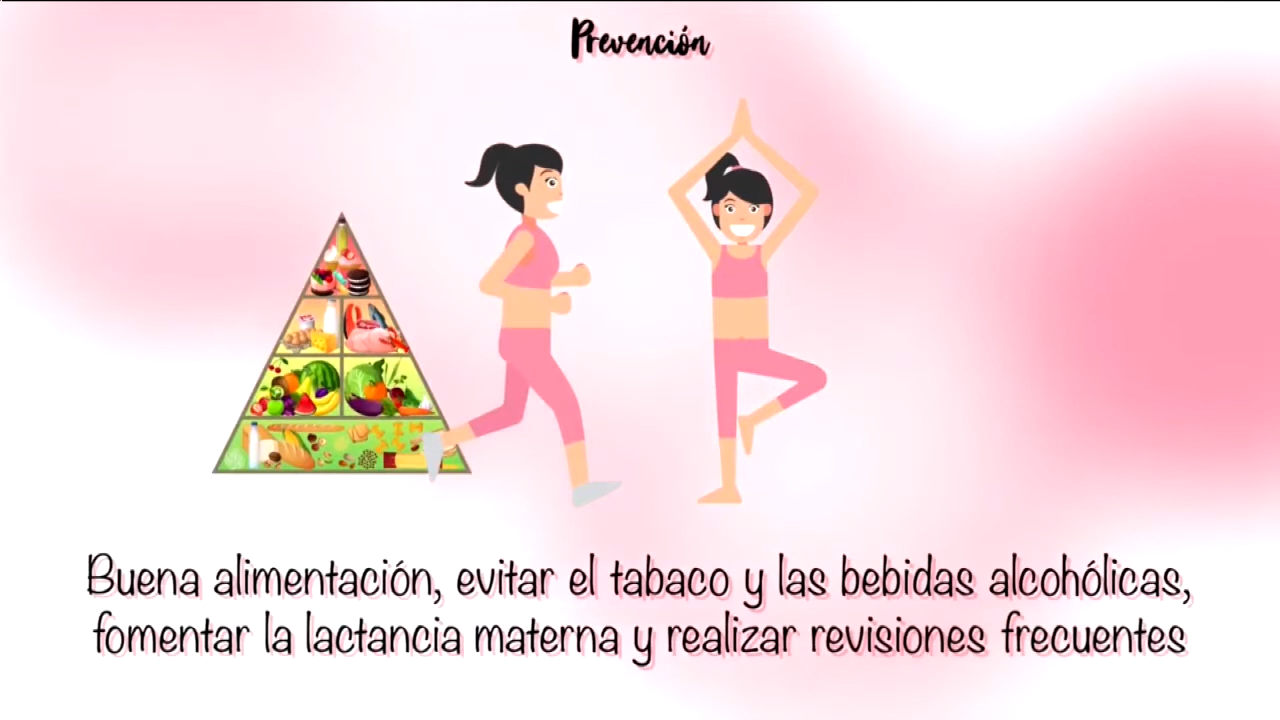 Prevención
Buena alimentación, evitar el tabaco y las bebidas alcohólicas,
fomentar la lactancia materna y realizar revisiones frecuentes